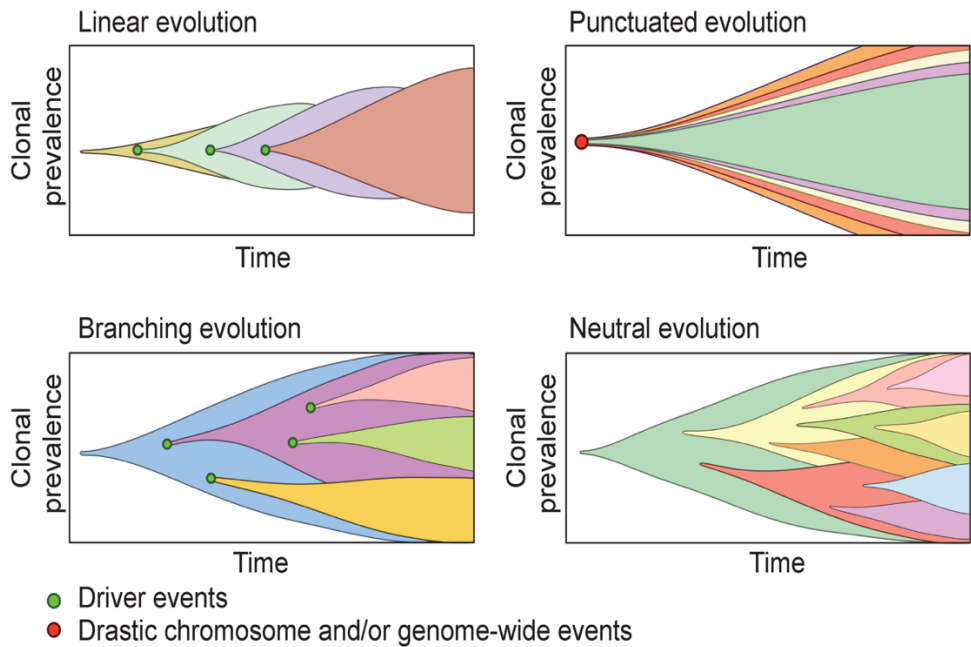 Linear evolution
Clonal
prevalence
Time
Punctuated evolution
Clonal
prevalence
Time
Branching evolution
Clonal
prevalence
Time
Neutral evolution
Clonal
prevalence
Time
Driver events
Drastic chromosome and/or genome-wide events